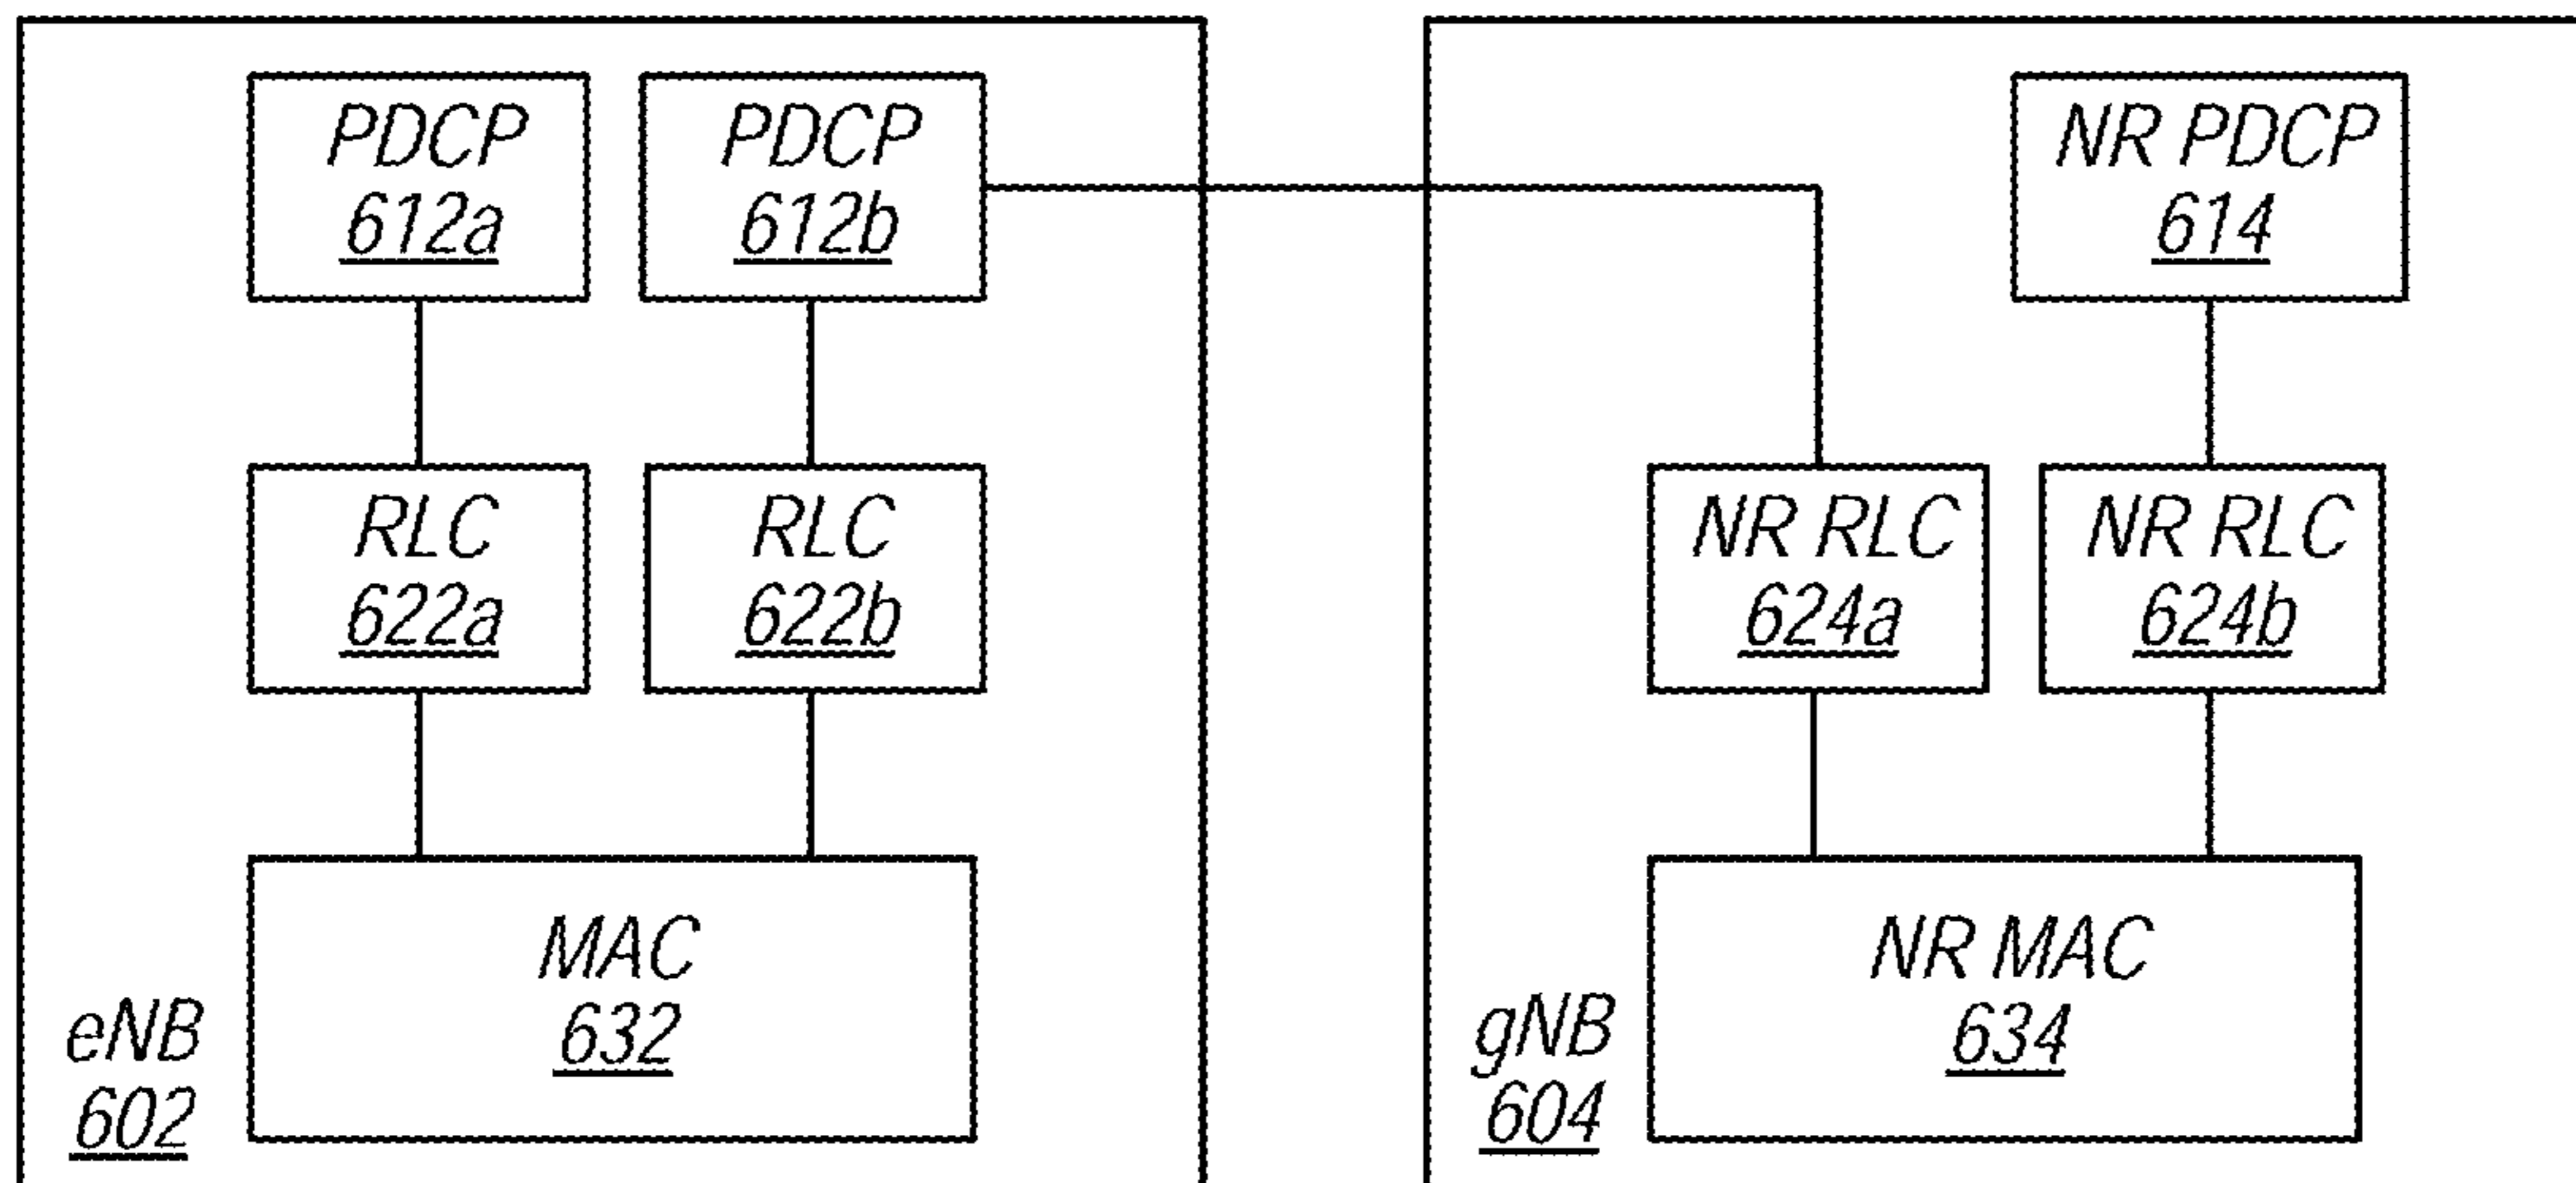 PDCP
612a
PDCP
612b
NR PDCP
614
RLC
622a
RLC
622b
NR RLC
624a
NR RLC
624b
MAC
632
eNB
602
NR MAC
634
gNB
604